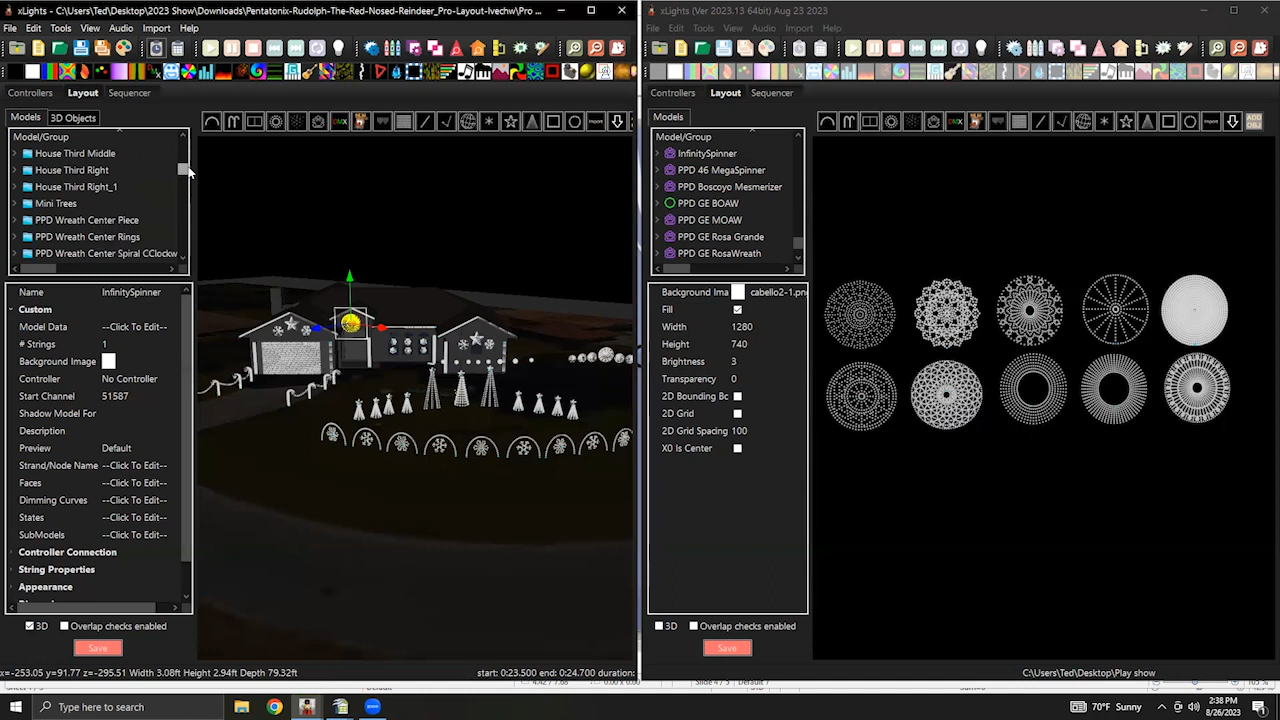 xLights - C:\Users\Ted\Desktop\2023 Show\Downloads\Pentatonix-Rudolph-The-Red-Nosed-Reindeer_Pro-Layout-Ivechw\Pro ...
File Edit Tools View Audio Import Help
Controllers Layout Sequencer
Models 3D Objects
DMX
Import
Model/Group
House Third Middle
House Third Right
House Third Right_1
Mini Trees
PPD Wreath Center Piece
PPD Wreath Center Rings
PPD Wreath Center Spiral CClockw
Name InfinitySpinner
Custom
Model Data --Click To Edit--
# Strings 1
Background Image
Controller No Controller
Start Channel 51587
Shadow Model For
Description
Preview Default
Strand/Node Name --Click To Edit--
Faces --Click To Edit--
Dimming Curves --Click To Edit--
States --Click To Edit--
SubModels --Click To Edit--
Controller Connection
String Properties
Appearance
3D Overlap checks enabled
Save
x=-253.05 y=91.77 z=-295.51 Width 3.08ft Height 2.94ft Depth 79.32ft start: 0:23.500 end: 0:24.700 duration:
xLights (Ver 2023.13 64bit) Aug 23 2023
File Edit Tools View Audio Import Help
Controllers Layout Sequencer
Models
DMX
Import
ADD OBJ
Model/Group
InfinitySpinner
PPD 46 MegaSpinner
PPD Boscoyo Mesmerizer
PPD GE BOAW
PPD GE MOAW
PPD GE Rosa Grande
PPD GE RosaWreath
Background Ima cabello2-1.png
Fill
Width 1280
Height 740
Brightness 3
Transparency 0
2D Bounding Bc
2D Grid
2D Grid Spacing 100
X0 Is Center
3D Overlap checks enabled
Save
C:\Users\Ted\Desktop\Play show
Type here to search
70°F Sunny
2:38 PM
8/26/2023